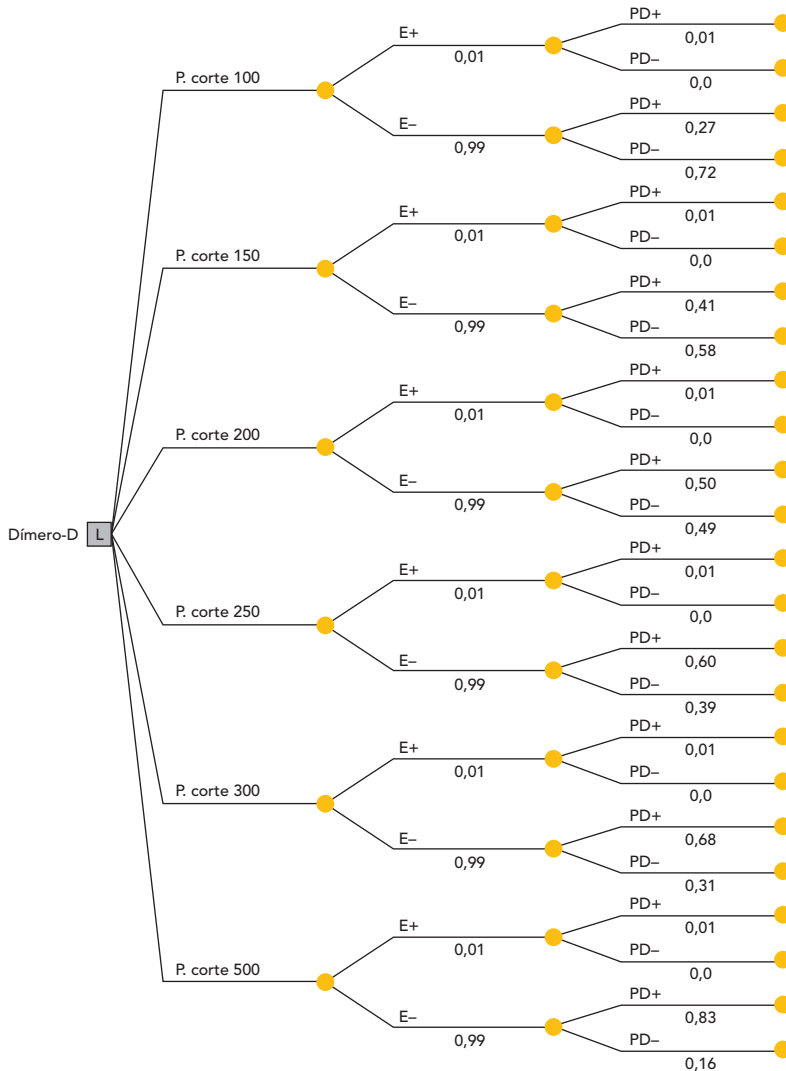 PD+
E+
0,01
0,01
PD–
P. corte 100
0,0
PD+
E–
0,27
0,99
PD–
0,72
PD+
E+
0,01
0,01
PD–
P. corte 150
0,0
PD+
E–
0,41
0,99
PD–
0,58
PD+
E+
0,01
0,01
PD–
P. corte 200
0,0
PD+
E–
0,50
0,99
PD–
0,49
Dímero-D L
PD+
E+
0,01
0,01
PD–
P. corte 250
0,0
PD+
E–
0,60
0,99
PD–
0,39
PD+
E+
0,01
0,01
PD–
P. corte 300
0,0
PD+
E–
0,68
0,99
PD–
0,31
PD+
E+
0,01
0,01
PD–
P. corte 500
0,0
PD+
E–
0,83
0,99
PD–
0,16